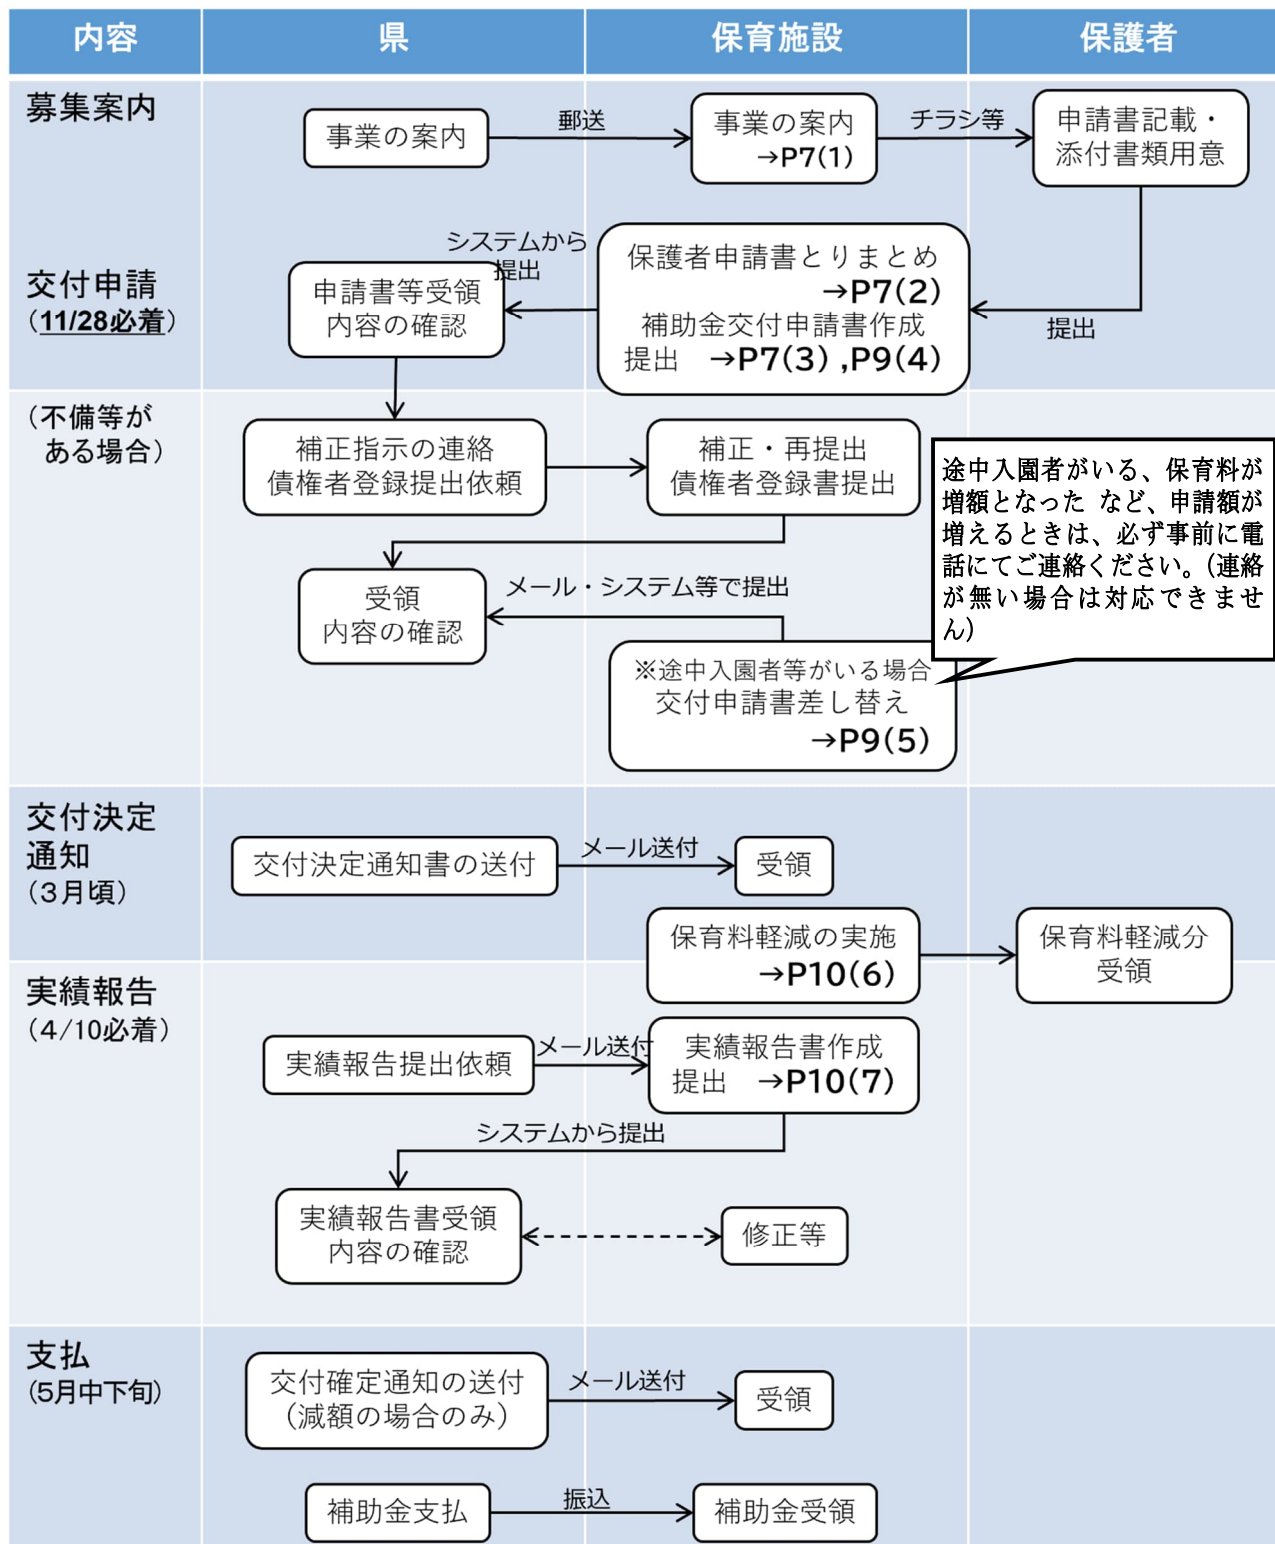 内容
県
保育施設
保護者
募集案内
事業の案内
郵送
事業の案内
→P7(1)
チラシ等
申請書記載・
添付書類用意
交付申請
(11/28必着)
システムから
提出
申請書等受領
内容の確認
保護者申請書とりまとめ
→P7(2)
補助金交付申請書作成
提出　→P7(3) ,P9(4)
提出
(不備等が
ある場合)
補正指示の連絡
債権者登録提出依頼
補正・再提出
債権者登録書提出
途中入園者がいる、保育料が
増額となった など、申請額が
増えるときは、必ず事前に電
話にてご連絡ください。(連絡
が無い場合は対応できませ
ん)
受領
内容の確認
メール・システム等で提出
※途中入園者等がいる場合
交付申請書差し替え
→P9(5)
交付決定
通知
(３月頃)
交付決定通知書の送付
メール送付
受領
保育料軽減の実施
→P10(6)
保育料軽減分
受領
実績報告
(4/10必着)
実績報告提出依頼
メール送付
実績報告書作成
提出　→P10(7)
システムから提出
実績報告書受領
内容の確認
修正等
支払
(5月中下旬)
交付確定通知の送付
(減額の場合のみ)
メール送付
受領
補助金支払
振込
補助金受領